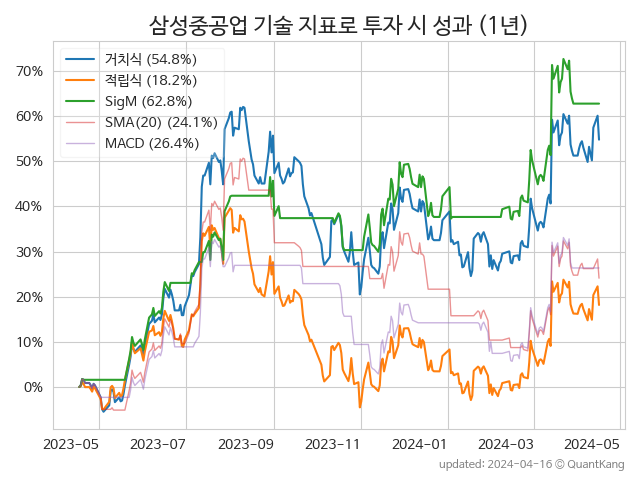 삼성중공업 기술 지표로 투자 시 성과 (1년)
거치식 (54.8%)
적립식 (18.2%)
SigM (62.8%)
SMA(20) (24.1%)
MACD (26.4%)
70%
60%
50%
40%
30%
20%
10%
0%
2023-05 2023-07 2023-09 2023-11 2024-01 2024-03 2024-05
updated: 2024-04-16 © QuantKang